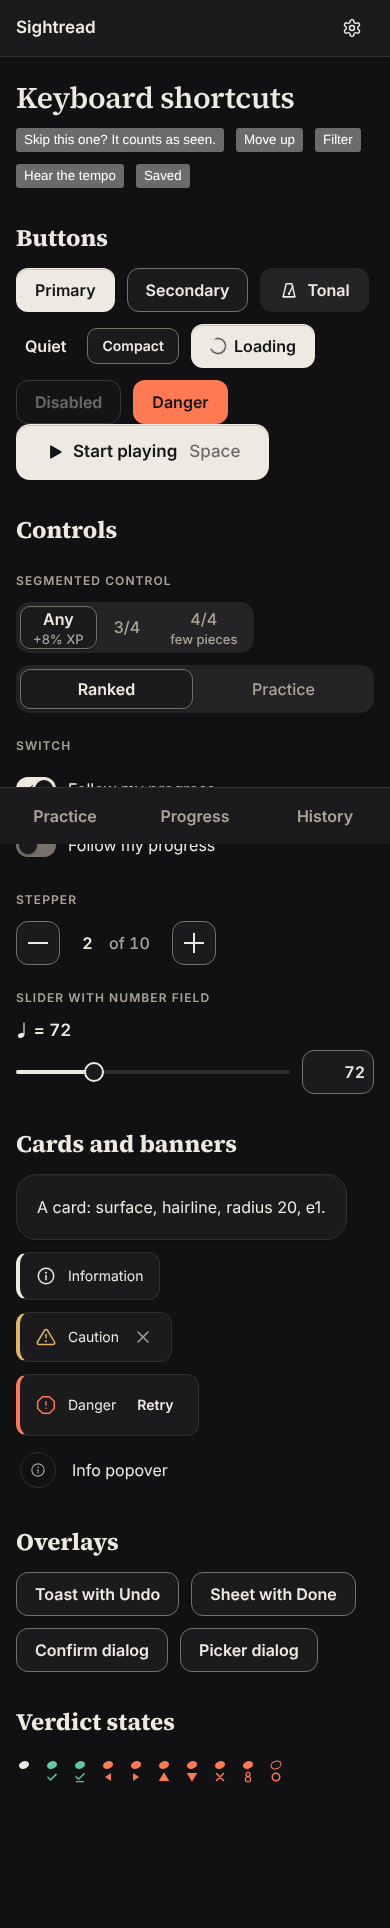 Sightread
Keyboard shortcuts
Skip this one? It counts as seen. Move up Filter
Hear the tempo Saved
Buttons
Primary Secondary Tonal
Quiet Compact Loading
Disabled Danger
Start playing Space
Controls
SEGMENTED CONTROL
Any 3/4 4/4
+8% XP few pieces
Ranked Practice
SWITCH
Follow my progress
Practice Progress History
Follow my progress
STEPPER
2 of 10
SLIDER WITH NUMBER FIELD
♩ = 72
72
Cards and banners
A card: surface, hairline, radius 20, e1.
Information
Caution
Danger Retry
Info popover
Overlays
Toast with Undo Sheet with Done
Confirm dialog Picker dialog
Verdict states